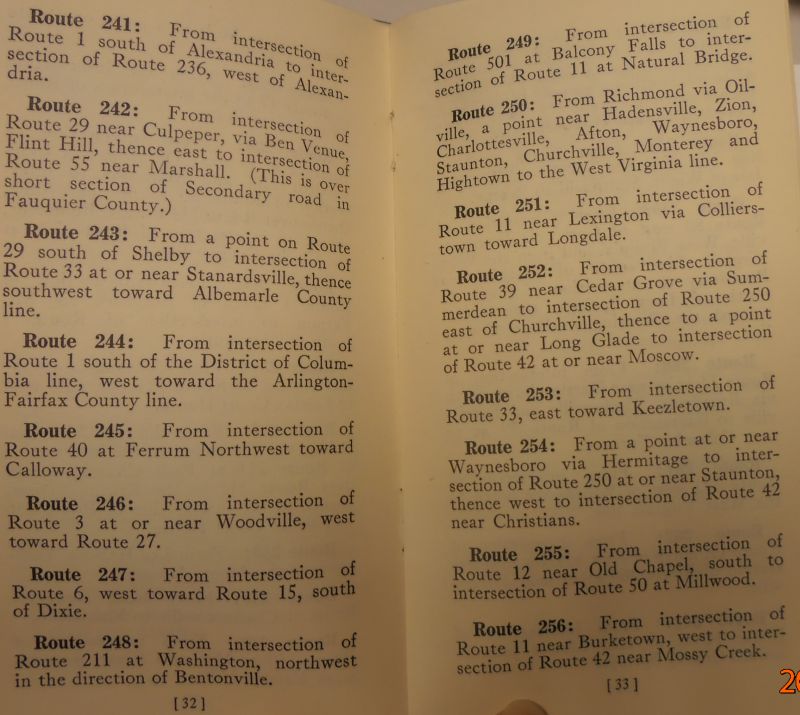 Route 241: From intersection of
Route 1 south of Alexandria to inter-
section of Route 236, west of Alexan-
dria.
Route 242: From intersection of
Route 29 near Culpeper, via Ben Venue,
Flint Hill, thence east to intersection of
Route 55 near Marshall. (This is over
short section of Secondary road in
Fauquier County.)
Route 243: From a point on Route
29 south of Shelby to intersection of
Route 33 at or near Stanardsville, thence
southwest toward Albemarle County
line.
Route 244: From intersection of
Route 1 south of the District of Colum-
bia line, west toward the Arlington-
Fairfax County line.
Route 245: From intersection of
Route 40 at Ferrum Northwest toward
Calloway.
Route 246: From intersection of
Route 3 at or near Woodville, west
toward Route 27.
Route 247: From intersection of
Route 6, west toward Route 15, south
of Dixie.
Route 248: From intersection of
Route 211 at Washington, northwest
in the direction of Bentonville.
[32]
Route 249: From intersection of
Route 501 at Balcony Falls to inter-
section of Route 11 at Natural Bridge.
Route 250: From Richmond via Oil-
ville, a point near Hadensville, Zion,
Charlottesville, Afton, Waynesboro,
Staunton, Churchville, Monterey and
Hightown to the West Virginia line.
Route 251: From intersection of
Route 11 near Lexington via Colliers-
town toward Longdale.
Route 252: From intersection of
Route 39 near Cedar Grove via Sum-
merdean to intersection of Route 250
east of Churchville, thence to a point
at or near Long Glade to intersection
of Route 42 at or near Moscow.
Route 253: From intersection of
Route 33, east toward Keezletown.
Route 254: From a point at or near
Waynesboro via Hermitage to inter-
section of Route 250 at or near Staunton,
thence west to intersection of Route 42
near Christians.
Route 255: From intersection of
Route 12 near Old Chapel, south to
intersection of Route 50 at Millwood.
Route 256: From intersection of
Route 11 near Burketown, west to inter-
section of Route 42 near Mossy Creek.
[33]